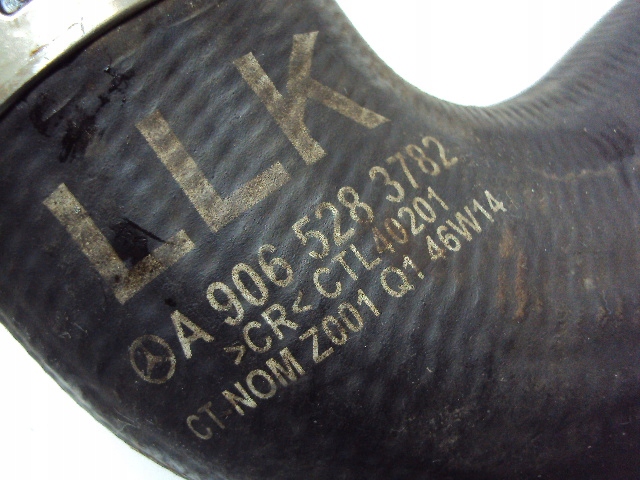 LLK
A 906 528 3782
>CR< CTL40201
CT-NOM Z001 Q1 46W14